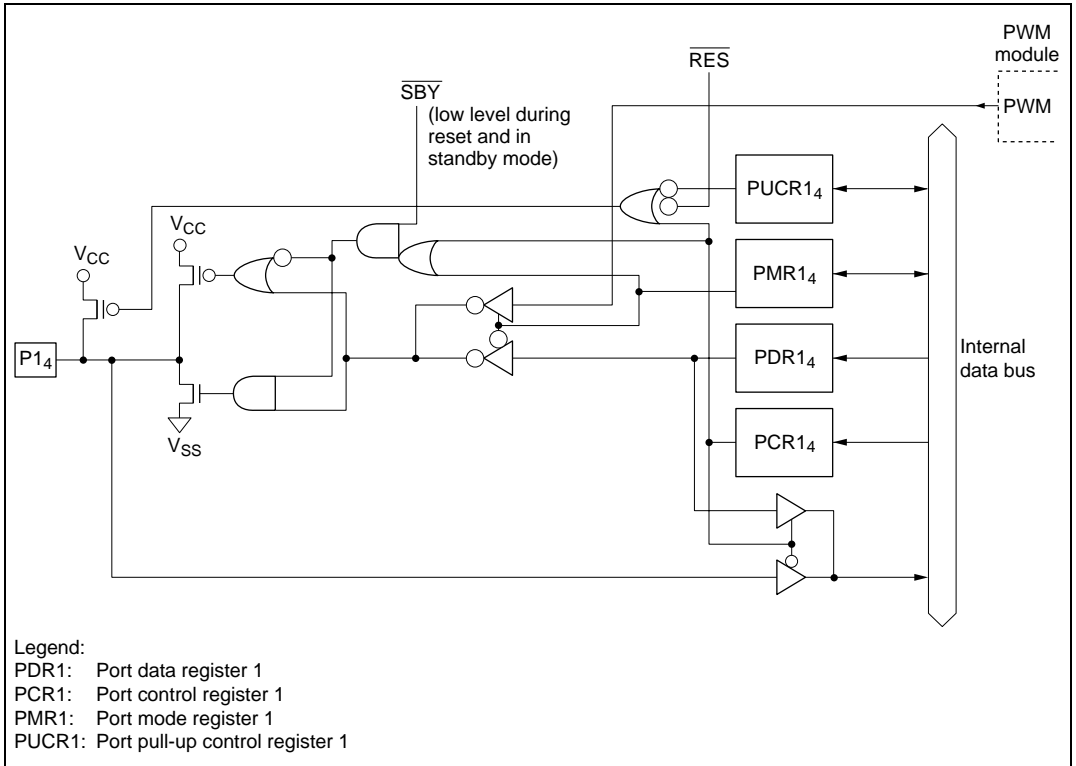 PWM
module
PWM
RES
SBY
(low level during
reset and in
standby mode)
PUCR1₄
VCC
VCC
PMR1₄
P1₄
PDR1₄
Internal
data bus
PCR1₄
VSS
Legend:
PDR1: Port data register 1
PCR1: Port control register 1
PMR1: Port mode register 1
PUCR1: Port pull-up control register 1